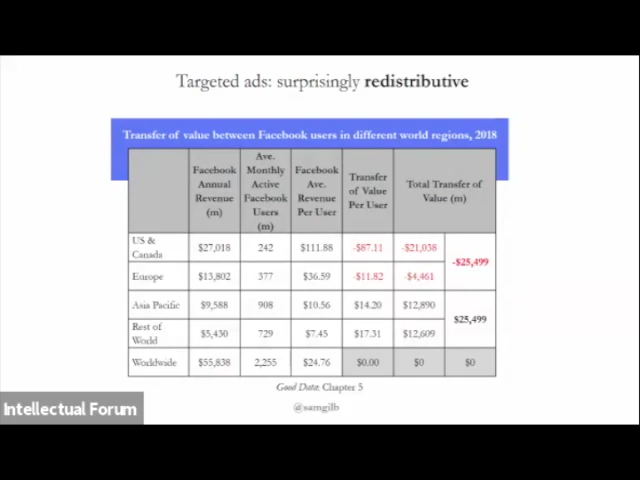 Targeted ads: surprisingly redistributive
Transfer of value between Facebook users in different world regions, 2018
Facebook Annual Revenue (m) Ave. Monthly Active Facebook Users (m) Facebook Ave. Revenue Per User Transfer of Value Per User Total Transfer of Value (m)
US & Canada $27,018 242 $111.88 -$87.11 -$21,038
-$25,499
Europe $13,802 377 $36.59 -$11.82 -$4,461
Asia Pacific $9,588 908 $10.56 $14.20 $12,890
$25,499
Rest of World $5,430 729 $7.45 $17.31 $12,609
Worldwide $55,838 2,255 $24.76 $0.00 $0 $0
Good Data: Chapter 5
@samgilb
Intellectual Forum